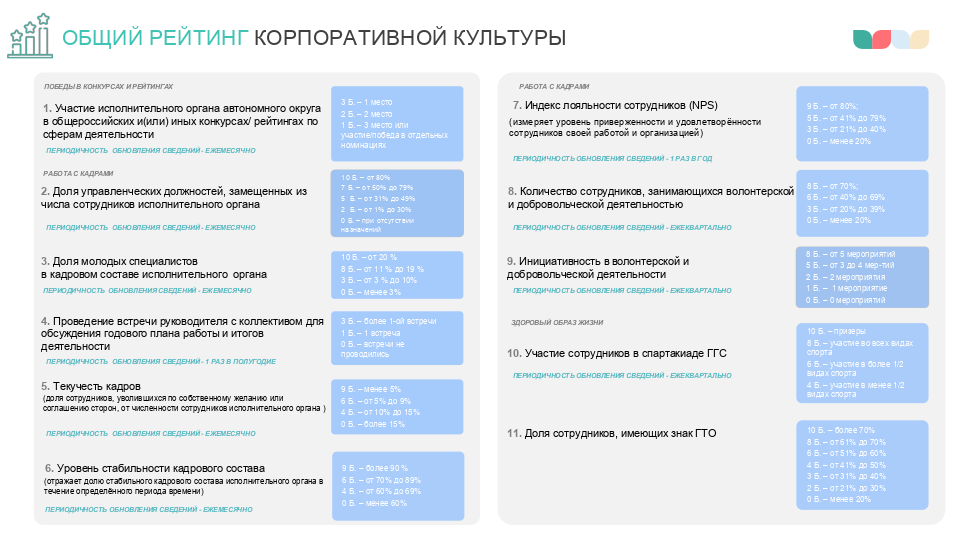 ОБЩИЙ РЕЙТИНГ КОРПОРАТИВНОЙ КУЛЬТУРЫ
ПОБЕДЫ В КОНКУРСАХ И РЕЙТИНГАХ
1. Участие исполнительного органа автономного округа
в общероссийских и(или) иных конкурсах/ рейтингах по
сферам деятельности
ПЕРИОДИЧНОСТЬ ОБНОВЛЕНИЯ СВЕДЕНИЙ - ЕЖЕМЕСЯЧНО
3 Б. – 1 место
2 Б. – 2 место
1 Б. – 3 место или
участие/победа в отдельных
номинациях
РАБОТА С КАДРАМИ
2. Доля управленческих должностей, замещенных из
числа сотрудников исполнительного органа
ПЕРИОДИЧНОСТЬ ОБНОВЛЕНИЯ СВЕДЕНИЙ - ЕЖЕМЕСЯЧНО
10 Б. – от 80%
7 Б. – от 50% до 79%
5 Б. – от 31% до 49%
2 Б. – от 1% до 30%
0 Б. – при отсутствии
назначений
3. Доля молодых специалистов
в кадровом составе исполнительного органа
ПЕРИОДИЧНОСТЬ ОБНОВЛЕНИЯ СВЕДЕНИЙ - ЕЖЕМЕСЯЧНО
10 Б. – от 20 %
8 Б. – от 11 % до 19 %
3 Б. – от 3 % до 10%
0 Б. – менее 3%
4. Проведение встречи руководителя с коллективом для
обсуждения годового плана работы и итогов
деятельности
ПЕРИОДИЧНОСТЬ ОБНОВЛЕНИЯ СВЕДЕНИЙ - 1 РАЗ В ПОЛУГОДИЕ
3 Б. – более 1-ой встречи
1 Б. – 1 встреча
0 Б. – встречи не
проводились
5. Текучесть кадров
(доля сотрудников, уволившихся по собственному желанию или
соглашению сторон, от численности сотрудников исполнительного органа )
ПЕРИОДИЧНОСТЬ ОБНОВЛЕНИЯ СВЕДЕНИЙ - ЕЖЕМЕСЯЧНО
9 Б. – менее 5%
6 Б. – от 5% до 9%
4 Б. – от 10% до 15%
0 Б. – более 15%
6. Уровень стабильности кадрового состава
(отражает долю стабильного кадрового состава исполнительного органа в
течение определённого периода времени)
ПЕРИОДИЧНОСТЬ ОБНОВЛЕНИЯ СВЕДЕНИЙ - ЕЖЕМЕСЯЧНО
9 Б. – более 90 %
6 Б. – от 70% до 89%
4 Б. – от 60% до 69%
0 Б. – менее 60%
РАБОТА С КАДРАМИ
7. Индекс лояльности сотрудников (NPS)
(измеряет уровень приверженности и удовлетворённости
сотрудников своей работой и организацией)
ПЕРИОДИЧНОСТЬ ОБНОВЛЕНИЯ СВЕДЕНИЙ - 1 РАЗ В ГОД
9 Б. – от 80%;
5 Б. – от 41% до 79%
3 Б. – от 21% до 40%
0 Б. – менее 20%
8. Количество сотрудников, занимающихся волонтерской
и добровольческой деятельностью
ПЕРИОДИЧНОСТЬ ОБНОВЛЕНИЯ СВЕДЕНИЙ - ЕЖЕКВАРТАЛЬНО
8 Б. – от 70%;
6 Б. – от 40% до 69%
3 Б. – от 20% до 39%
0 Б. – менее 20%
9. Инициативность в волонтерской и
добровольческой деятельности
ПЕРИОДИЧНОСТЬ ОБНОВЛЕНИЯ СВЕДЕНИЙ - ЕЖЕКВАРТАЛЬНО
8 Б. – от 5 мероприятий
5 Б. – от 3 до 4 мер-тий
2 Б. – 2 мероприятия
1 Б. – 1 мероприятие
0 Б. – 0 мероприятий
ЗДОРОВЫЙ ОБРАЗ ЖИЗНИ
10. Участие сотрудников в спартакиаде ГГС
ПЕРИОДИЧНОСТЬ ОБНОВЛЕНИЯ СВЕДЕНИЙ - ЕЖЕКВАРТАЛЬНО
10 Б. – призеры
8 Б. – участие во всех видах
спорта
6 Б. – участие в более 1/2
видах спорта
4 Б. – участие в менее 1/2
видах спорта
11. Доля сотрудников, имеющих знак ГТО
10 Б. – более 70%
8 Б. – от 61% до 70%
6 Б. – от 51% до 60%
4 Б. – от 41% до 50%
3 Б. – от 31% до 40%
2 Б. – от 21% до 30%
0 Б. – менее 20%